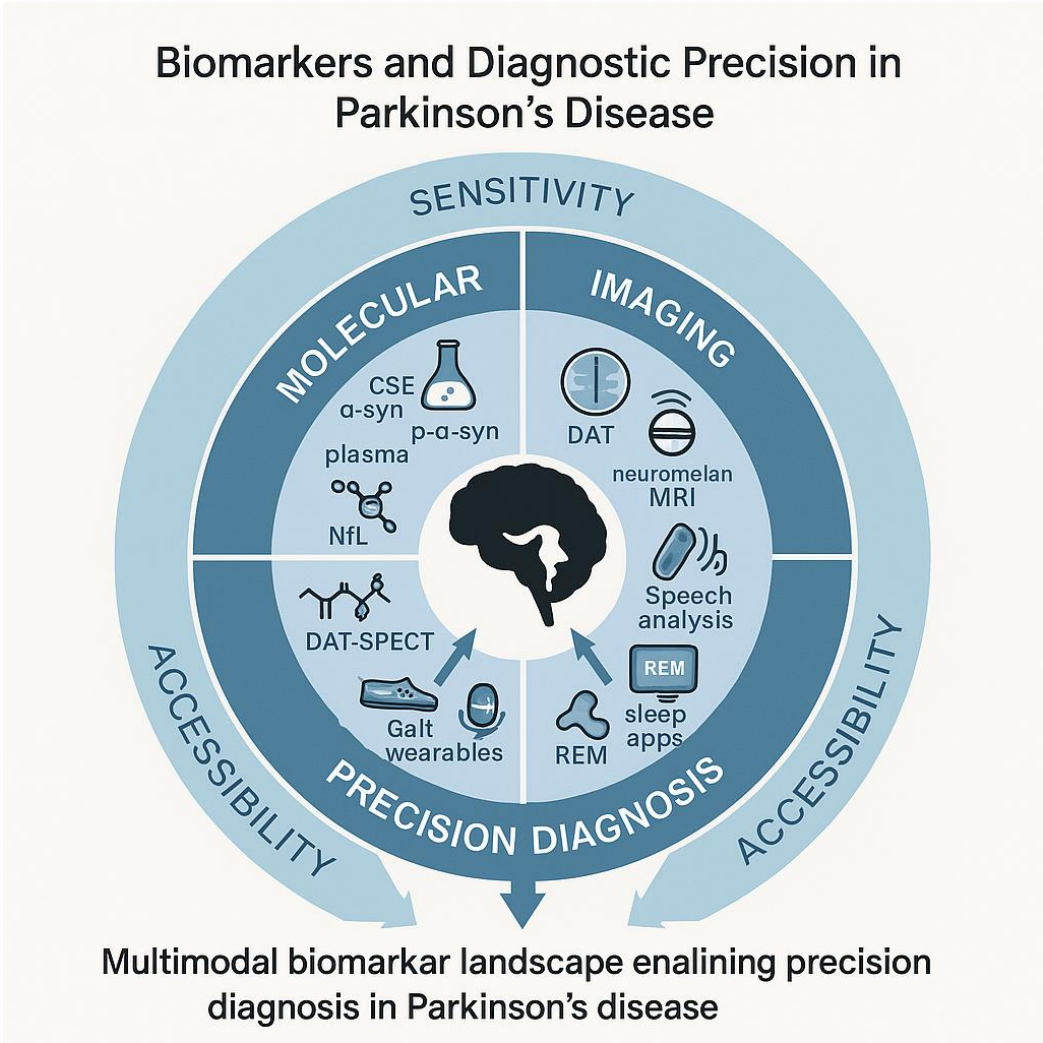 Biomarkers and Diagnostic Precision in
Parkinson's Disease
SENSITIVITY
MOLECULAR
IMAGING
CSE
α-syn
p-α-syn
plasma
NfL
DAT
neuromelan
MRI
Speech
analysis
DAT-SPECT
Galt
wearables
REM
sleep
apps
REM
PRECISION DIAGNOSIS
ACCESSIBILITY
ACCESSIBILITY
Multimodal biomarkar landscape enalining precision
diagnosis in Parkinson's disease